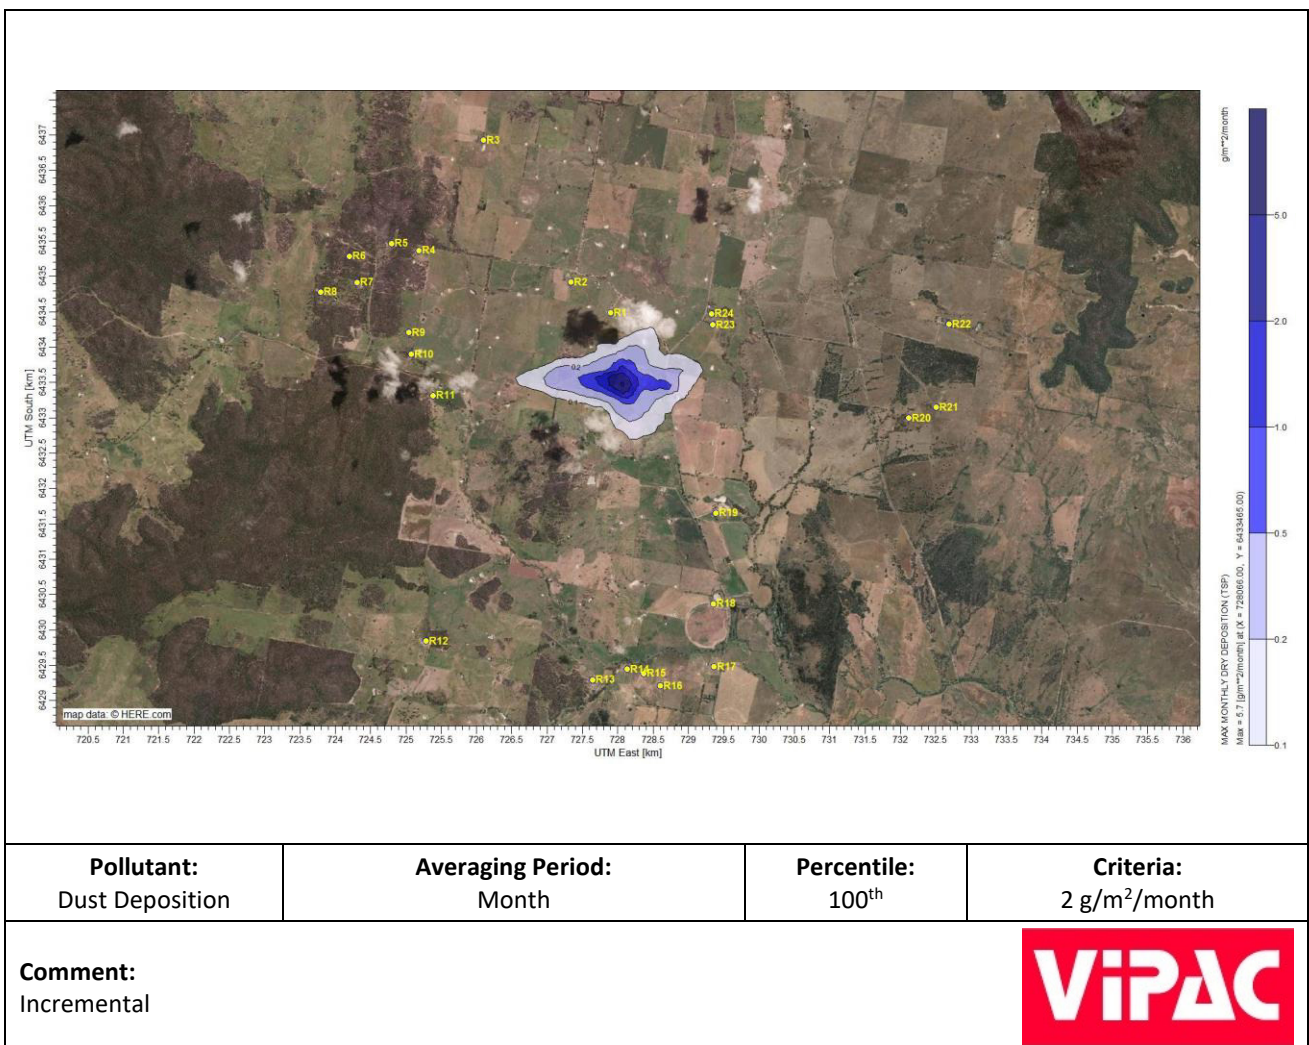 6437
6436.5
6436
6435.5
6435
6434.5
6434
6433.5
6433
6432.5
6432
6431.5
6431
6430.5
6430
6429.5
6429
UTM South [km]
R3
R5
R4
R6
R7
R8
R2
R1
R24
R23
R22
R9
R10
R11
0.2
0.1
R21
R20
R19
R18
R12
R14
R15
R13
R16
R17
map data: © HERE.com
720.5 721 721.5 722 722.5 723 723.5 724 724.5 725 725.5 726 726.5 727 727.5 728 728.5 729 729.5 730 730.5 731 731.5 732 732.5 733 733.5 734 734.5 735 735.5 736
UTM East [km]
g/m**2/month
5.0
2.0
1.0
0.5
0.2
0.1
MAX MONTHLY DRY DEPOSITION (TSP)
Max = 5.7 [g/m**2/month] at (X = 728066.00, Y = 6433465.00)
Pollutant:
Dust Deposition
Averaging Period:
Month
Percentile:
100th
Criteria:
2 g/m2/month
Comment:
Incremental
ViPAC